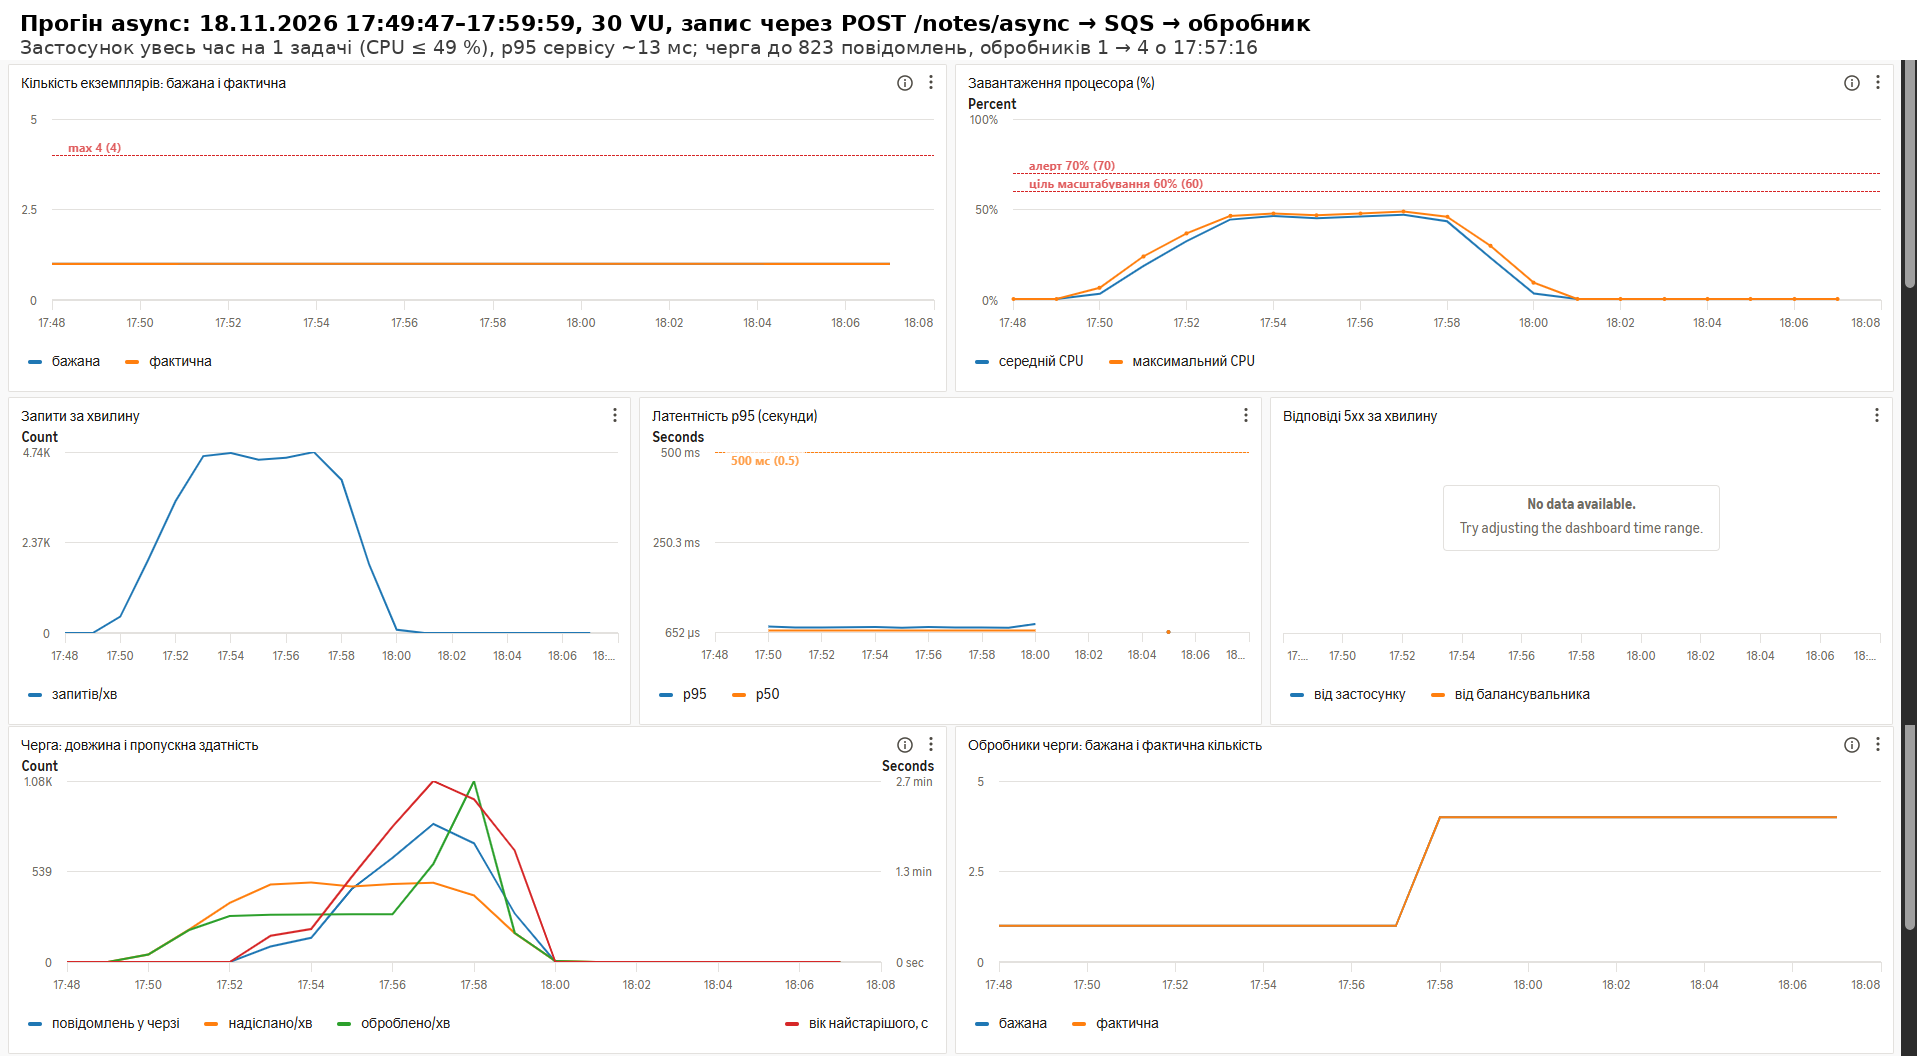 Прогін async: 18.11.2026 17:49:47–17:59:59, 30 VU, запис через POST /notes/async → SQS → обробник
Застосунок увесь час на 1 задачі (CPU ≤ 49 %), p95 сервісу ~13 мс; черга до 823 повідомлень, обробників 1 → 4 о 17:57:16
Кількість екземплярів: бажана і фактична
5
max 4 (4)
2.5
0
17:48 17:50 17:52 17:54 17:56 17:58 18:00 18:02 18:04 18:06 18:08
бажана фактична
Завантаження процесора (%)
Percent
100%
алерт 70% (70)
ціль масштабування 60% (60)
50%
0%
17:48 17:50 17:52 17:54 17:56 17:58 18:00 18:02 18:04 18:06 18:08
середній CPU максимальний CPU
Запити за хвилину
Count
4.74K
2.37K
0
17:48 17:50 17:52 17:54 17:56 17:58 18:00 18:02 18:04 18:06 18:...
запитів/хв
Латентність p95 (секунди)
Seconds
500 ms
500 мс (0.5)
250.3 ms
652 µs
17:48 17:50 17:52 17:54 17:56 17:58 18:00 18:02 18:04 18:06 18...
p95 p50
Відповіді 5xx за хвилину
No data available.
Try adjusting the dashboard time range.
17:... 17:50 17:52 17:54 17:56 17:58 18:00 18:02 18:04 18:06 18:...
від застосунку від балансувальника
Черга: довжина і пропускна здатність
Count Seconds
1.08K 2.7 min
539 1.3 min
0 0 sec
17:48 17:50 17:52 17:54 17:56 17:58 18:00 18:02 18:04 18:06 18:08
повідомлень у черзі надіслано/хв оброблено/хв вік найстарішого, с
Обробники черги: бажана і фактична кількість
5
2.5
0
17:48 17:50 17:52 17:54 17:56 17:58 18:00 18:02 18:04 18:06 18:08
бажана фактична